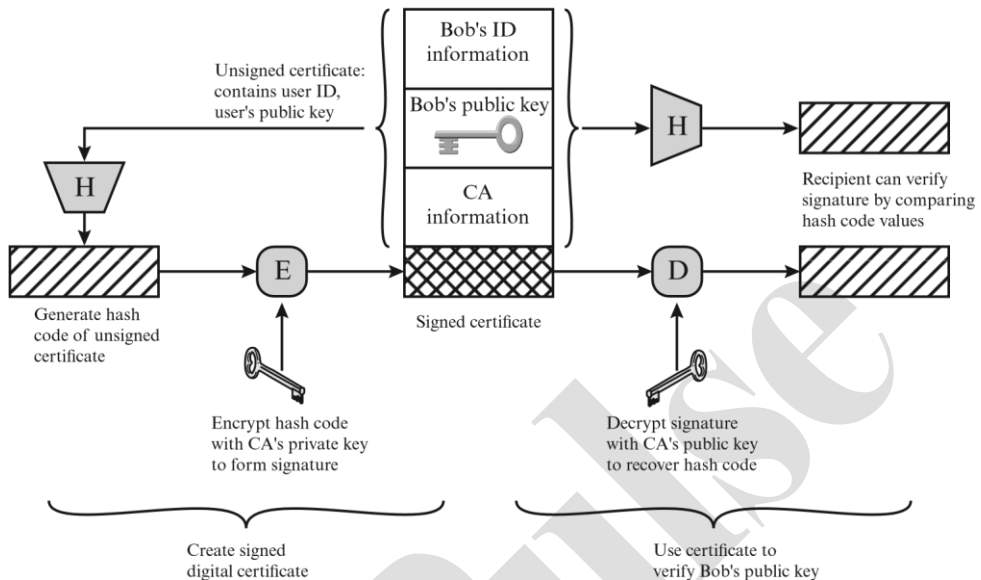 Bob's ID
information
Unsigned certificate:
contains user ID,
user's public key
Bob's public key
H
H
CA
information
Recipient can verify
signature by comparing
hash code values
E
D
Generate hash
code of unsigned
certificate
Signed certificate
Encrypt hash code
with CA's private key
to form signature
Decrypt signature
with CA's public key
to recover hash code
Create signed
digital certificate
Use certificate to
verify Bob's public key